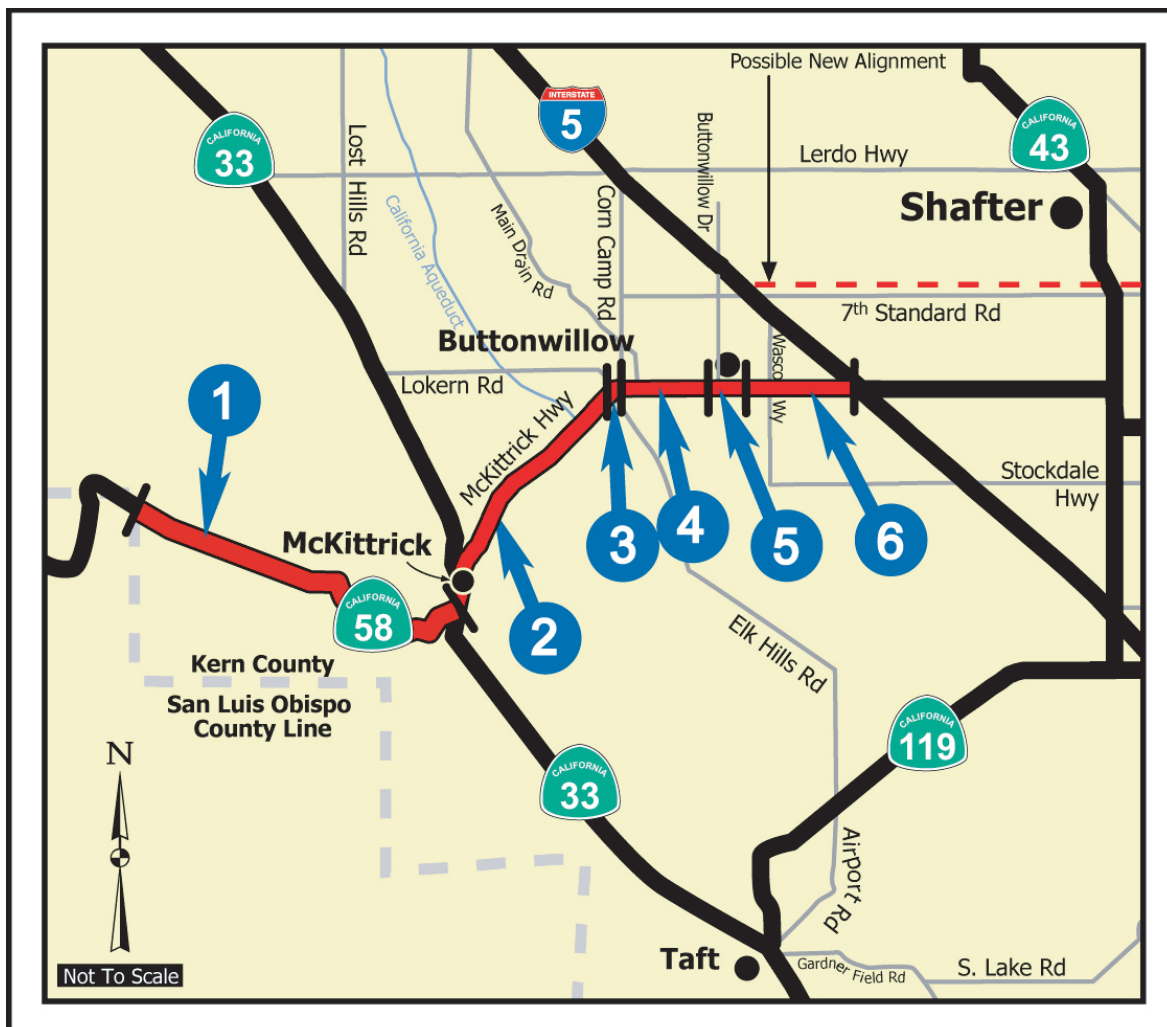 Possible New Alignment
INTERSTATE
5
CALIFORNIA
33
CALIFORNIA
43
Lost Hills Rd
California Aqueduct
Main Drain Rd
Corn Camp Rd
Buttonwillow Dr
Lerdo Hwy
Shafter
7th Standard Rd
Wasco Wy
Buttonwillow
Lokern Rd
McKittrick Hwy
1
2
3
4
5
6
Stockdale
Hwy
McKittrick
CALIFORNIA
58
Kern County
San Luis Obispo
County Line
Elk Hills Rd
CALIFORNIA
119
CALIFORNIA
33
N
Airport Rd
Taft
Gardner Field Rd
S. Lake Rd
Not To Scale